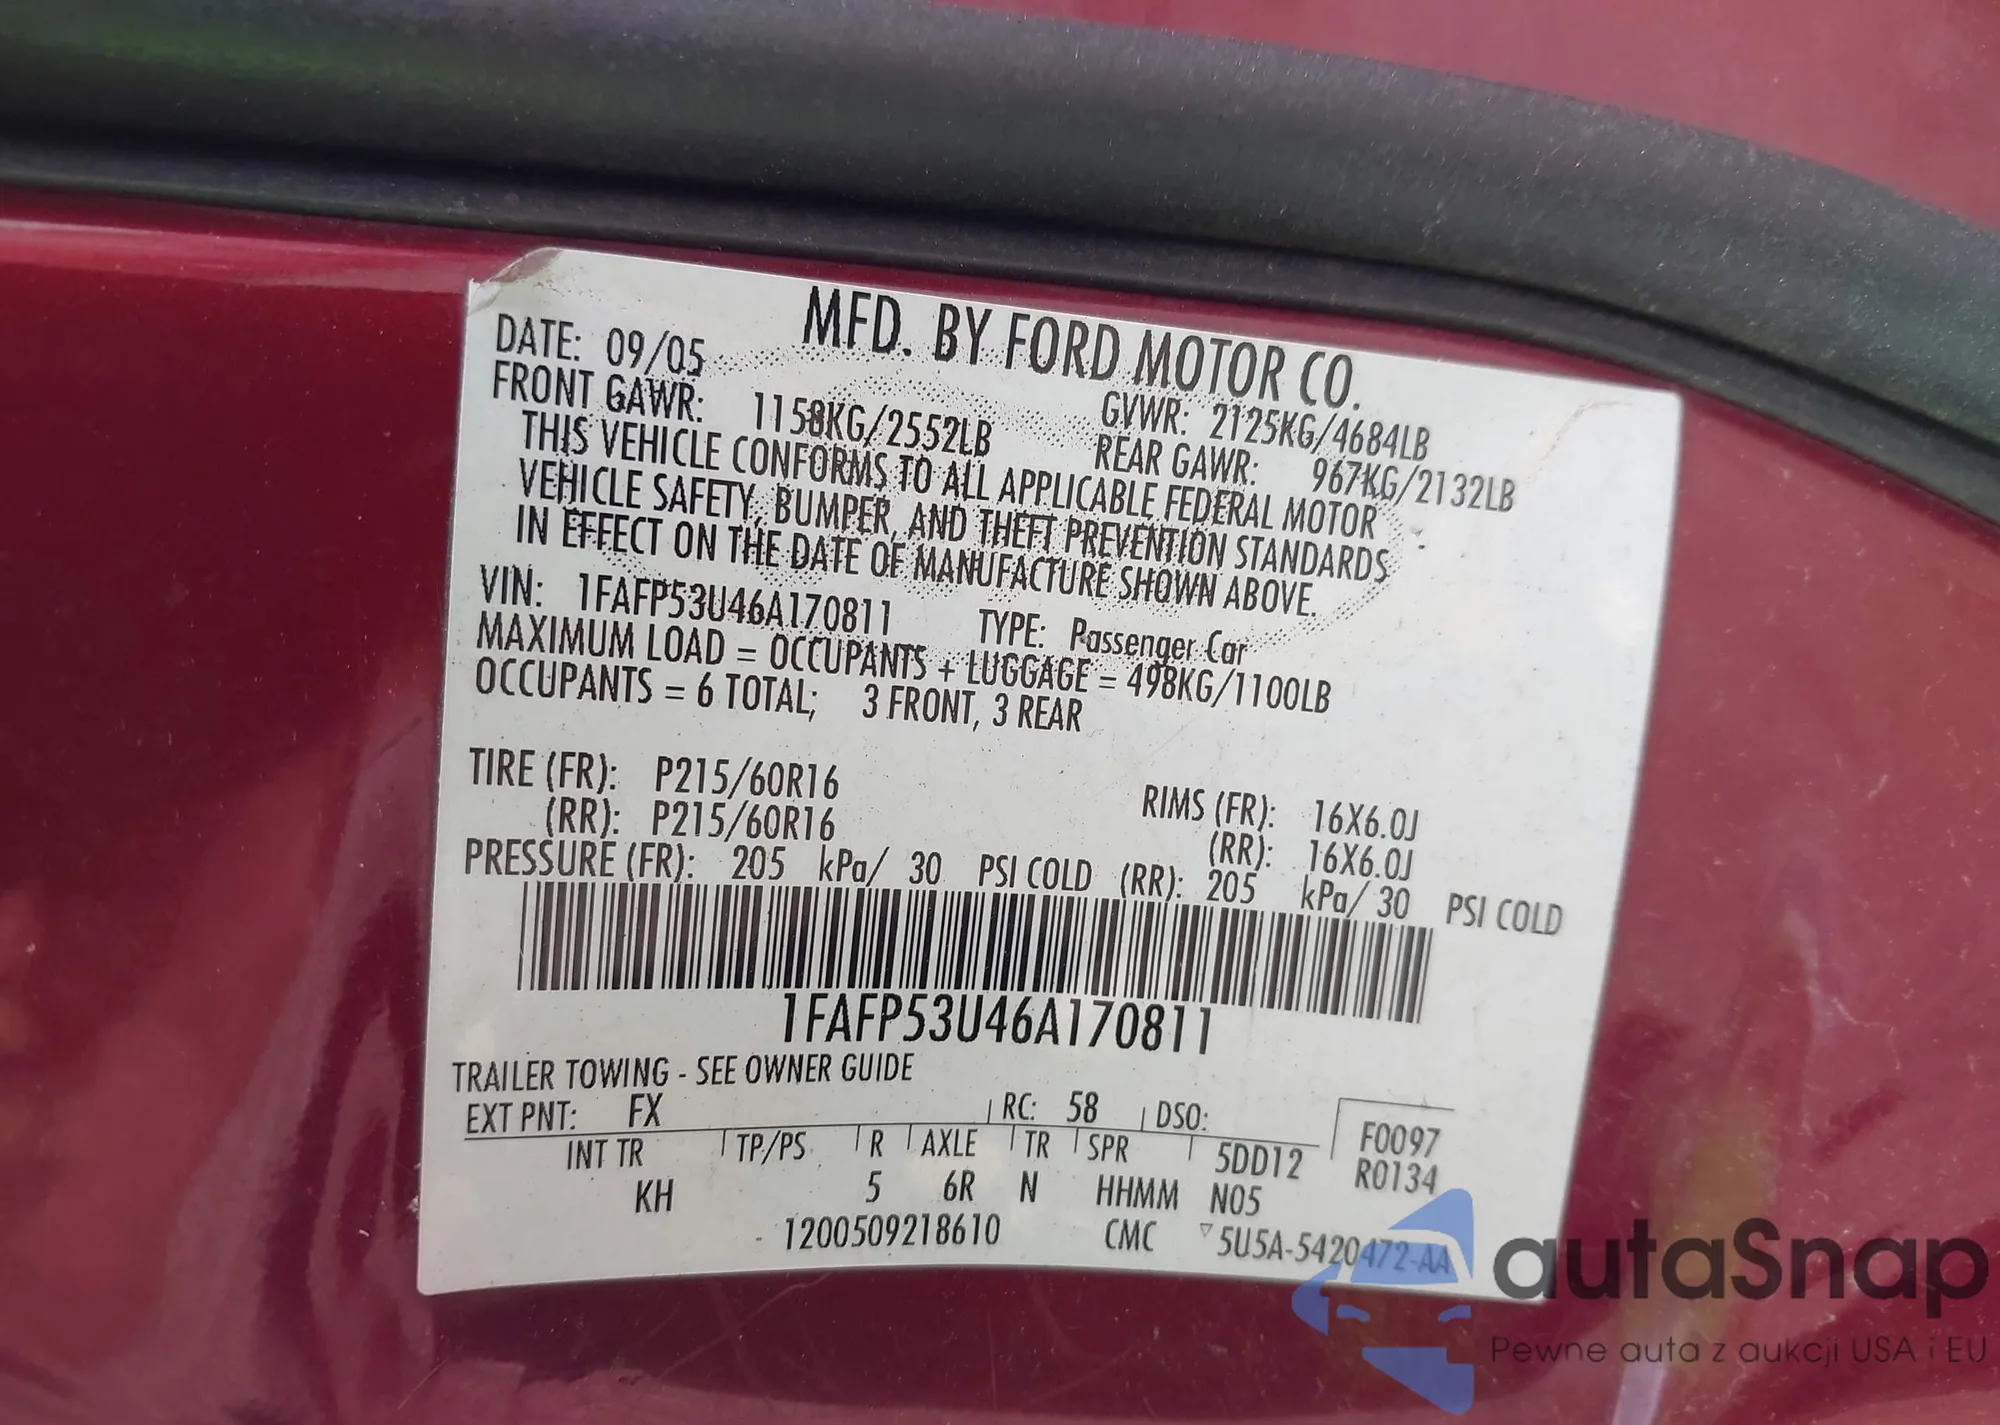 MFD. BY FORD MOTOR CO.
DATE: 09/05 GVWR: 2125KG/4684LB
FRONT GAWR: 1158KG/2552LB REAR GAWR: 967KG/2132LB
THIS VEHICLE CONFORMS TO ALL APPLICABLE FEDERAL MOTOR
VEHICLE SAFETY, BUMPER, AND THEFT PREVENTION STANDARDS
IN EFFECT ON THE DATE OF MANUFACTURE SHOWN ABOVE.
VIN: 1FAFP53U46A170811 TYPE: Passenger Car
MAXIMUM LOAD = OCCUPANTS + LUGGAGE = 498KG/1100LB
OCCUPANTS = 6 TOTAL; 3 FRONT, 3 REAR
TIRE (FR): P215/60R16 RIMS (FR): 16X6.0J
(RR): P215/60R16 (RR): 16X6.0J
PRESSURE (FR): 205 kPa/ 30 PSI COLD (RR): 205 kPa/ 30 PSI COLD
1FAFP53U46A170811
TRAILER TOWING - SEE OWNER GUIDE
EXT PNT: FX RC: 58 DSO: F0097
INT TR TP/PS R AXLE TR SPR 5DD12 R0134
KH 5 6R N HHMM N05
1200509218610 CMC ▽5U5A-5420472-AA
autaSnap
Pewne auta z aukcji USA i EU